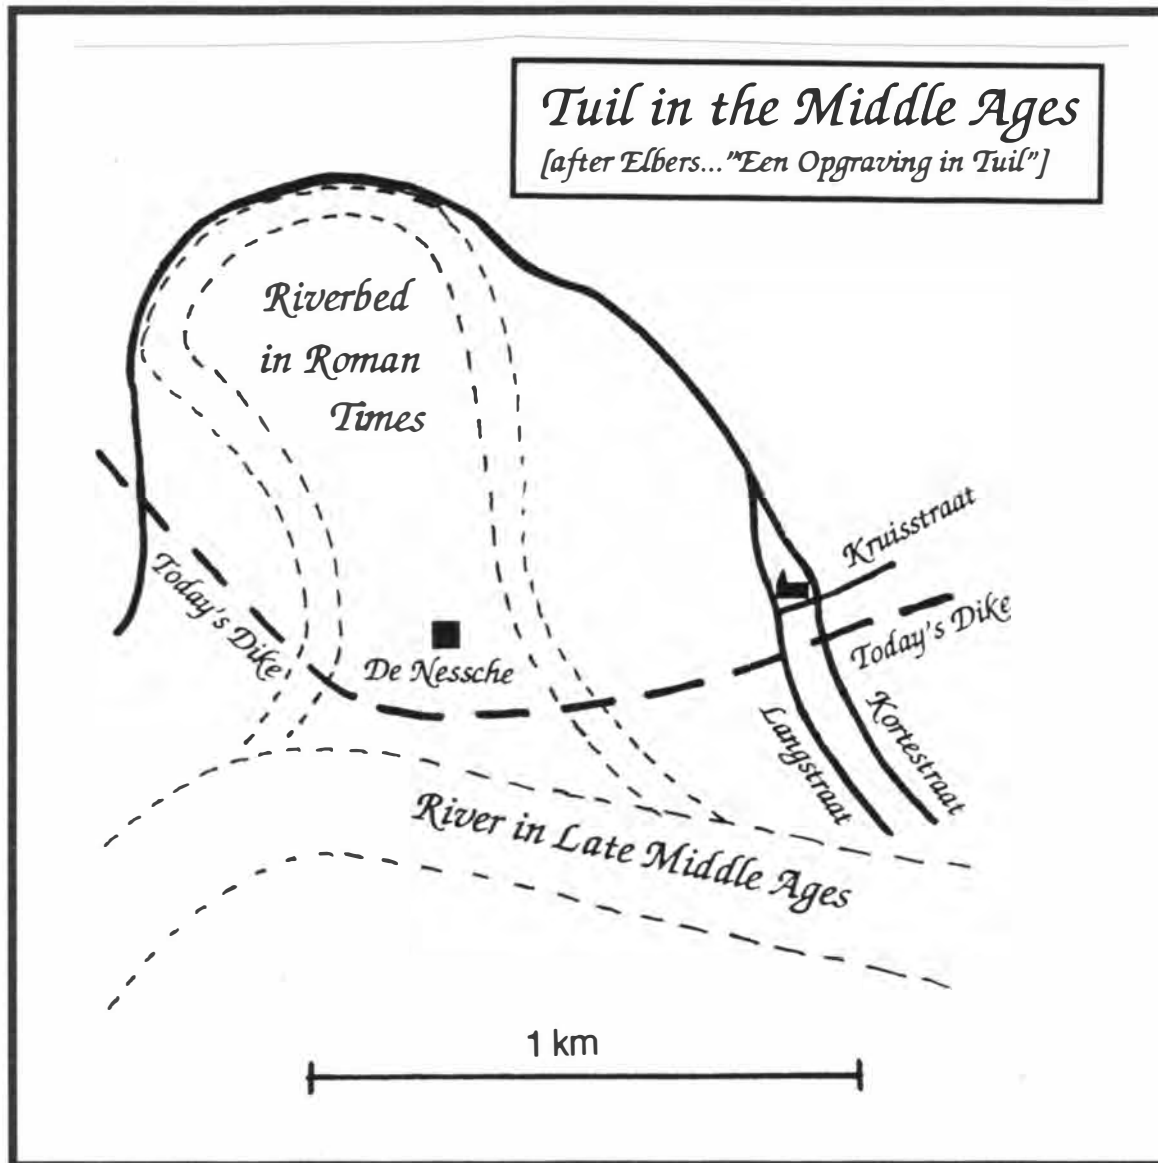 Tuil in the Middle Ages
[after Elbers..."Een Opgraving in Tuil"]
Riverbed
in Roman
Times
Kruisstraat
Today's Dike
Today's Dike
De Nessche
Langstraat
Kortestraat
River in Late Middle Ages
1 km